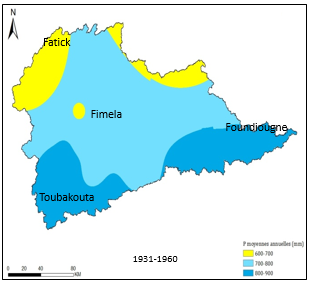 N
Fatick
Fimela
Foundiougne
Toubakouta
P moyennes annuelles (mm)
600-700
700-800
800-900
1931-1960
0 20 40 80
KM